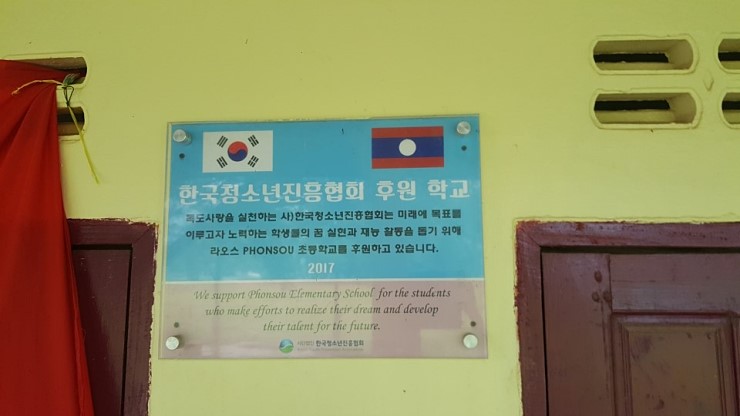 한국청소년진흥협회 후원 학교
독도사랑을 실천하는 사)한국청소년진흥협회는 미래에 목표를
이루고자 노력하는 학생들의 꿈 실현과 재능 활동을 돕기 위해
라오스 PHONSOU 초등학교를 후원하고 있습니다.
2017
We support Phonsou Elementary School for the students
who make efforts to realize their dream and develop
their talent for the future.
한국청소년진흥협회